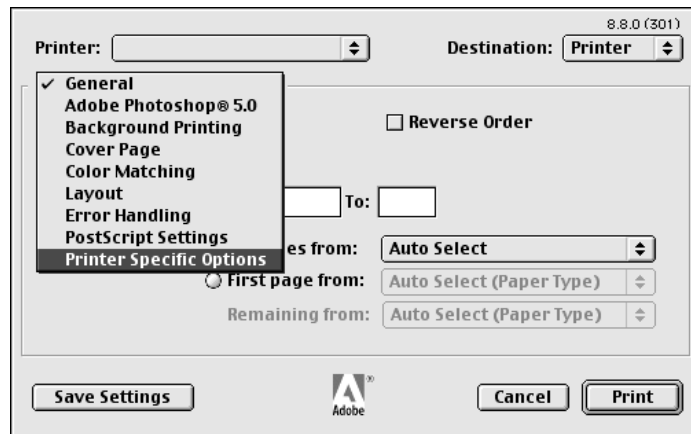 8.8.0 (301)
Printer: Destination: Printer
✓ General
Adobe Photoshop® 5.0
Background Printing
Reverse Order
Cover Page
Color Matching
Layout
To:
Error Handling
PostScript Settings
es from: Auto Select
Printer Specific Options
First page from: Auto Select (Paper Type)
Remaining from: Auto Select (Paper Type)
Save Settings
Adobe®
Cancel
Print